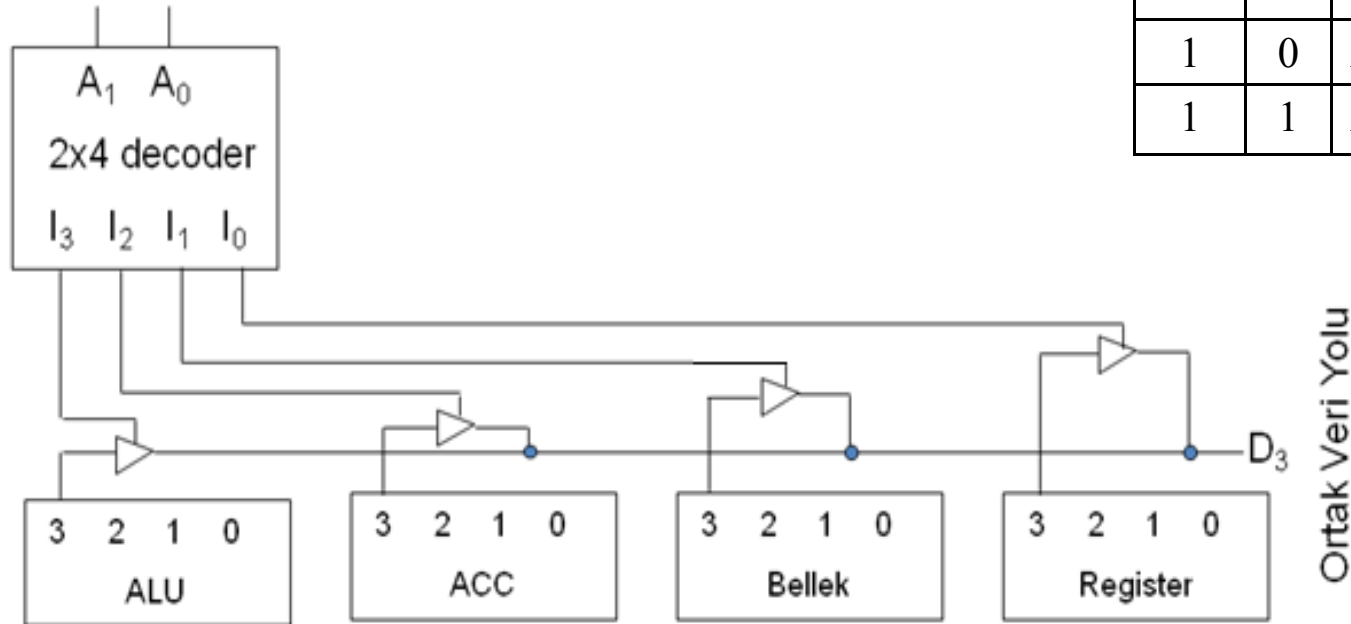 1 0
1 1
A₁ A₀
2x4 decoder
I₃ I₂ I₁ I₀
D₃
Ortak Veri Yolu
3 2 1 0
ALU
3 2 1 0
ACC
3 2 1 0
Bellek
3 2 1 0
Register